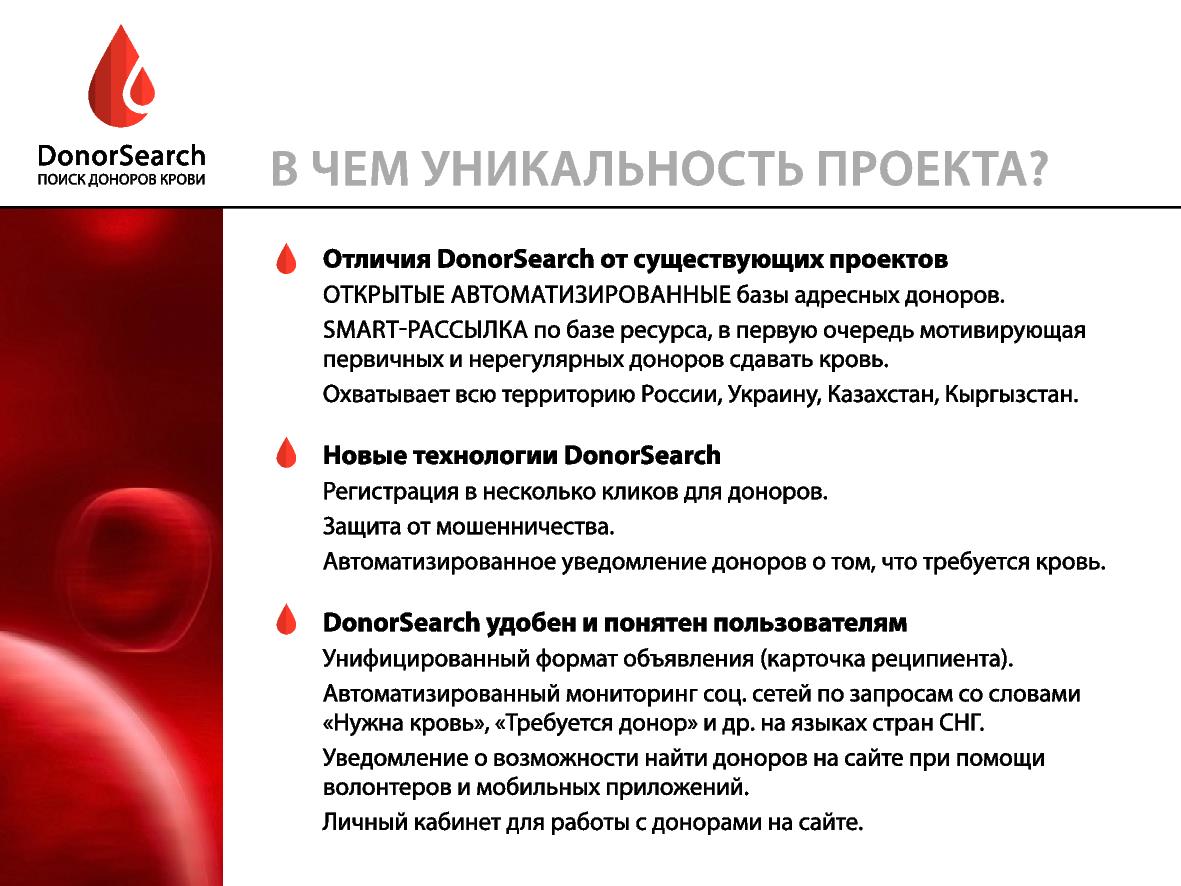 DonorSearch
ПОИСК ДОНОРОВ КРОВИ
В ЧЕМ УНИКАЛЬНОСТЬ ПРОЕКТА?
Отличия DonorSearch от существующих проектов
ОТКРЫТЫЕ АВТОМАТИЗИРОВАННЫЕ базы адресных доноров.
SMART-РАССЫЛКА по базе ресурса, в первую очередь мотивирующая
первичных и нерегулярных доноров сдавать кровь.
Охватывает всю территорию России, Украину, Казахстан, Кыргызстан.
Новые технологии DonorSearch
Регистрация в несколько кликов для доноров.
Защита от мошенничества.
Автоматизированное уведомление доноров о том, что требуется кровь.
DonorSearch удобен и понятен пользователям
Унифицированный формат объявления (карточка реципиента).
Автоматизированный мониторинг соц. сетей по запросам со словами
«Нужна кровь», «Требуется донор» и др. на языках стран СНГ.
Уведомление о возможности найти доноров на сайте при помощи
волонтеров и мобильных приложений.
Личный кабинет для работы с донорами на сайте.